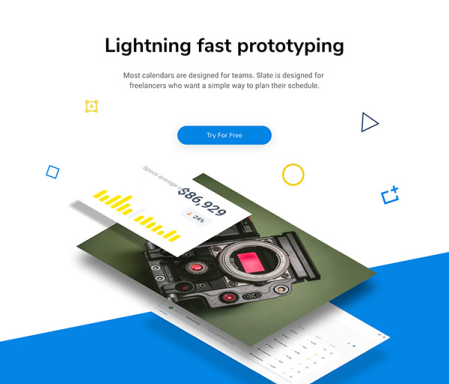 Lightning fast prototyping
Most calendars are designed for teams. Slate is designed for
freelancers who want a simple way to plan their schedule.
Try For Free
Space average
$86,929
24%